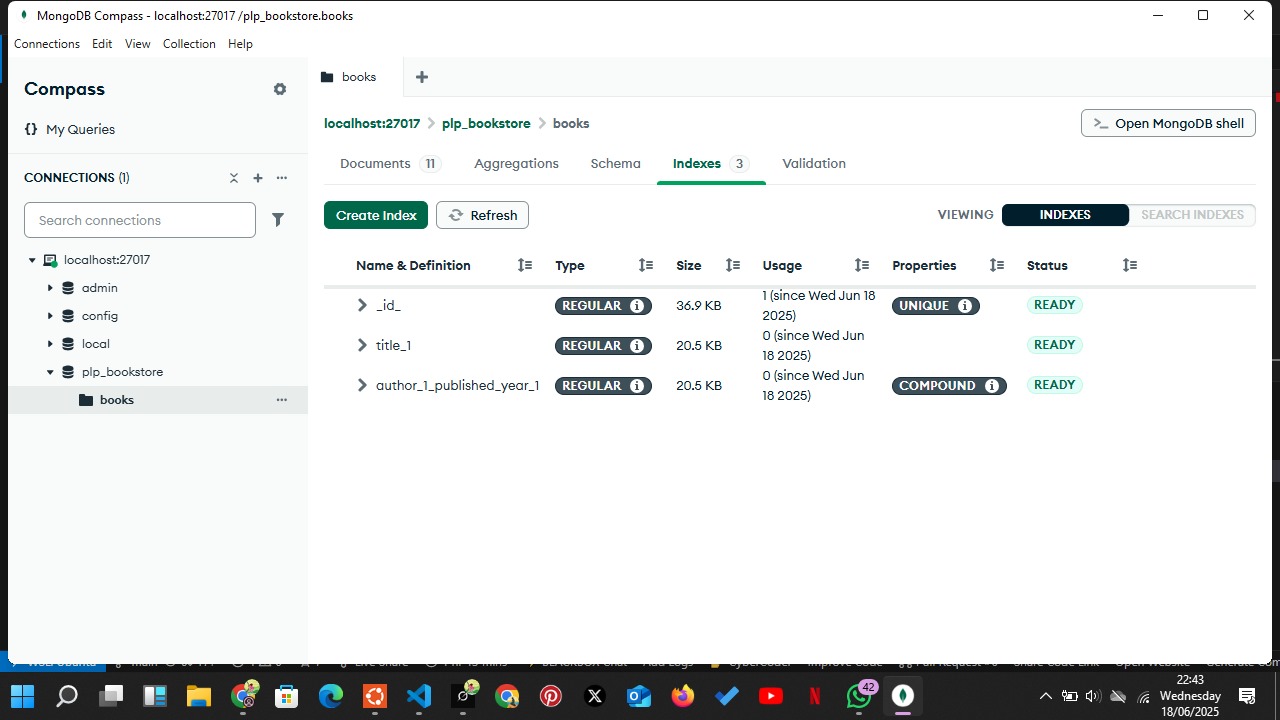 MongoDB Compass - localhost:27017 /plp_bookstore.books
Connections Edit View Collection Help
Compass
{} My Queries
CONNECTIONS (1)
Search connections
localhost:27017
admin
config
local
plp_bookstore
books
books
localhost:27017 > plp_bookstore > books
>_ Open MongoDB shell
Documents 11 Aggregations Schema Indexes 3 Validation
Create Index Refresh VIEWING INDEXES SEARCH INDEXES
Name & Definition Type Size Usage Properties Status
_id_ REGULAR 36.9 KB 1 (since Wed Jun 18 2025) UNIQUE READY
title_1 REGULAR 20.5 KB 0 (since Wed Jun 18 2025) READY
author_1_published_year_1 REGULAR 20.5 KB 0 (since Wed Jun 18 2025) COMPOUND READY
42
22:43
Wednesday
18/06/2025